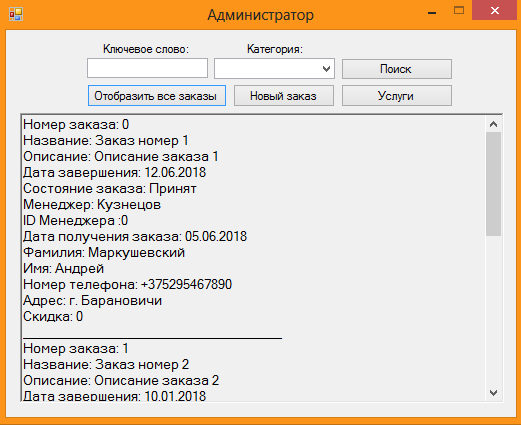 Администратор
Ключевое слово: Категория:
Поиск
Отобразить все заказы Новый заказ Услуги
Номер заказа: 0
Название: Заказ номер 1
Описание: Описание заказа 1
Дата завершения: 12.06.2018
Состояние заказа: Принят
Менеджер: Кузнецов
ID Менеджера :0
Дата получения заказа: 05.06.2018
Фамилия: Маркушевский
Имя: Андрей
Номер телефона: +375295467890
Адрес: г. Барановичи
Скидка: 0
Номер заказа: 1
Название: Заказ номер 2
Описание: Описание заказа 2
Дата завершения: 10.01.2018